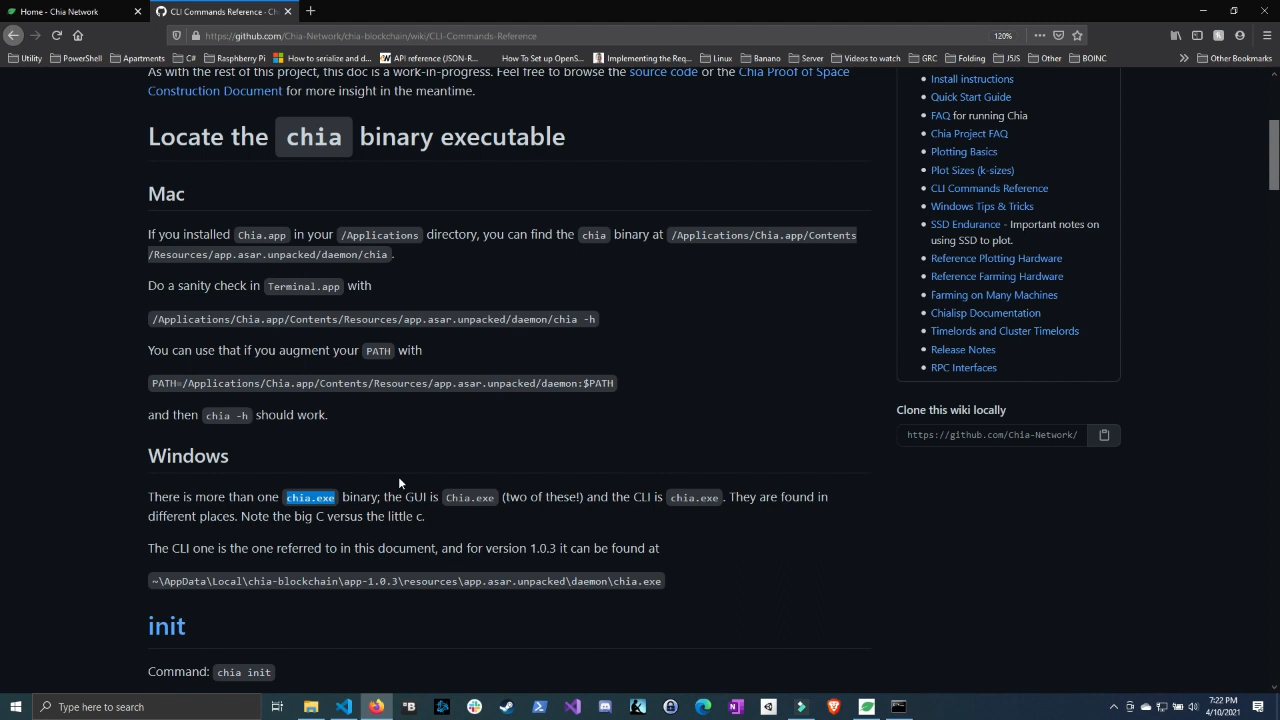 Home - Chia Network
CLI Commands Reference - Ch
https://github.com/Chia-Network/chia-blockchain/wiki/CLI-Commands-Reference
120%
Utility
PowerShell
Apartments
C#
Raspberry Pi
How to serialize and d...
API reference (JSON-R...
How To Set up OpenS...
Implementing the Req...
Linux
Banano
Server
Videos to watch
GRC
Folding
JSJS
Other
BOINC
Other Bookmarks
As with the rest of this project, this doc is a work-in-progress. Feel free to browse the source code or the Chia Proof of Space
Construction Document for more insight in the meantime.
Locate the chia binary executable
Mac
If you installed Chia.app in your /Applications directory, you can find the chia binary at /Applications/Chia.app/Contents
/Resources/app.asar.unpacked/daemon/chia.
Do a sanity check in Terminal.app with
/Applications/Chia.app/Contents/Resources/app.asar.unpacked/daemon/chia -h
You can use that if you augment your PATH with
PATH=/Applications/Chia.app/Contents/Resources/app.asar.unpacked/daemon:$PATH
and then chia -h should work.
Windows
There is more than one chia.exe binary; the GUI is Chia.exe (two of these!) and the CLI is chia.exe. They are found in
different places. Note the big C versus the little c.
The CLI one is the one referred to in this document, and for version 1.0.3 it can be found at
~\AppData\Local\chia-blockchain\app-1.0.3\resources\app.asar.unpacked\daemon\chia.exe
init
Command: chia init
Install instructions
Quick Start Guide
FAQ for running Chia
Chia Project FAQ
Plotting Basics
Plot Sizes (k-sizes)
CLI Commands Reference
Windows Tips & Tricks
SSD Endurance - Important notes on
using SSD to plot.
Reference Plotting Hardware
Reference Farming Hardware
Farming on Many Machines
Chialisp Documentation
Timelords and Cluster Timelords
Release Notes
RPC Interfaces
Clone this wiki locally
https://github.com/Chia-Network/
Type here to search
7:22 PM
4/10/2021